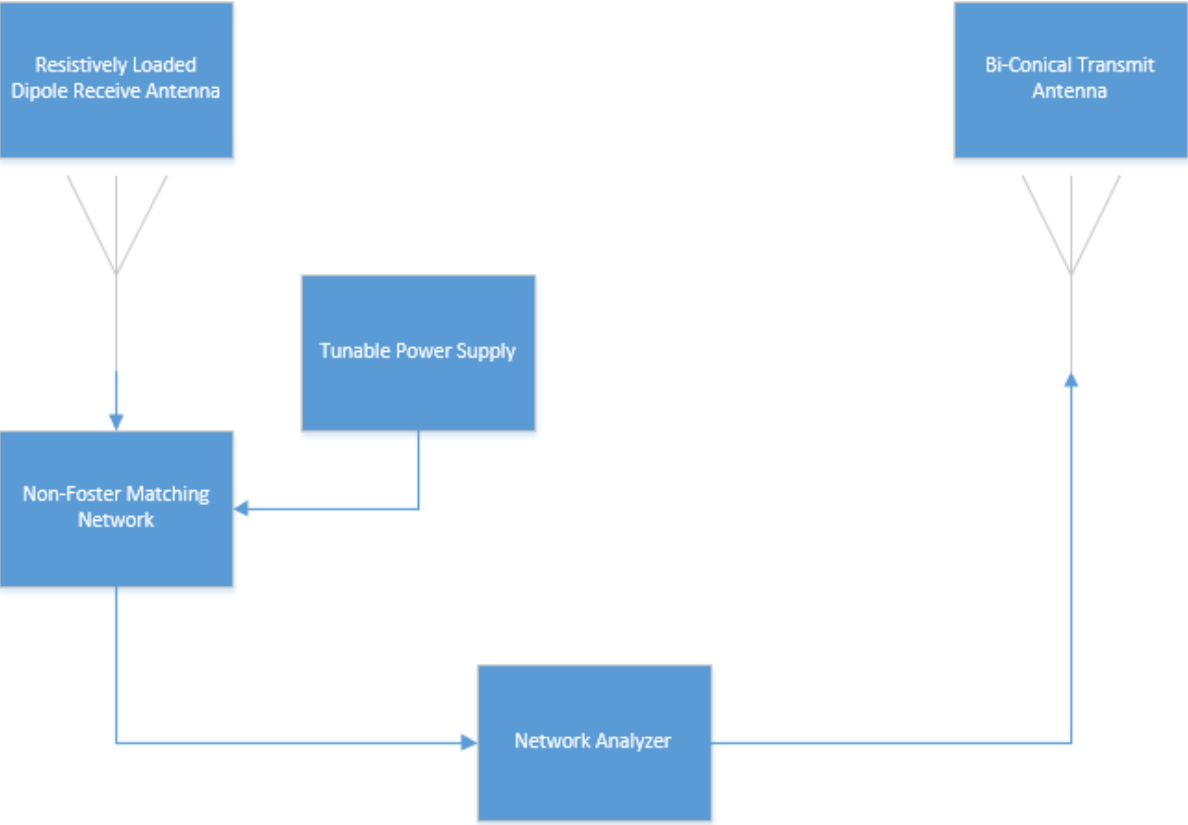 Resistively Loaded
Dipole Receive Antenna
Bi-Conical Transmit
Antenna
Tunable Power Supply
Non-Foster Matching
Network
Network Analyzer